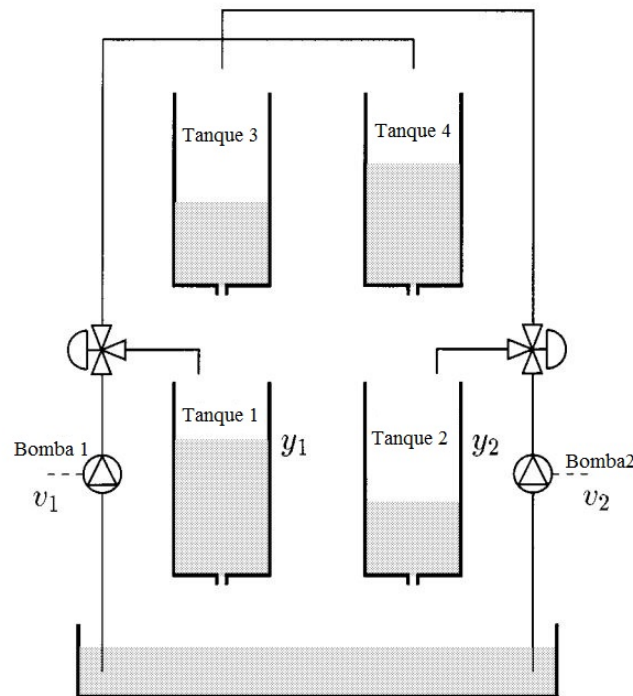 Tanque 3
Tanque 4
Tanque 1
y1
Tanque 2
y2
Bomba 1
v1
Bomba2
v2